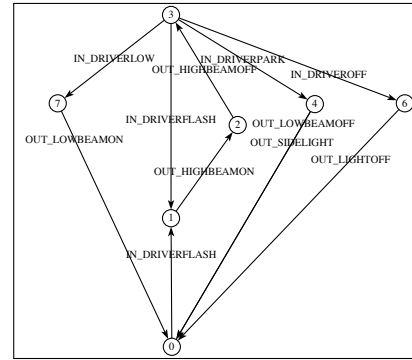 3
IN_DRIVERLOW
IN_DRIVERPARK
OUT_HIGHBEAMOFF
IN_DRIVEROFF
7
4
6
IN_DRIVERFLASH
OUT_LOWBEAMOFF
2
OUT_LOWBEAMON
OUT_SIDELIGHT
OUT_LIGHTOFF
OUT_HIGHBEAMON
1
IN_DRIVERFLASH
0